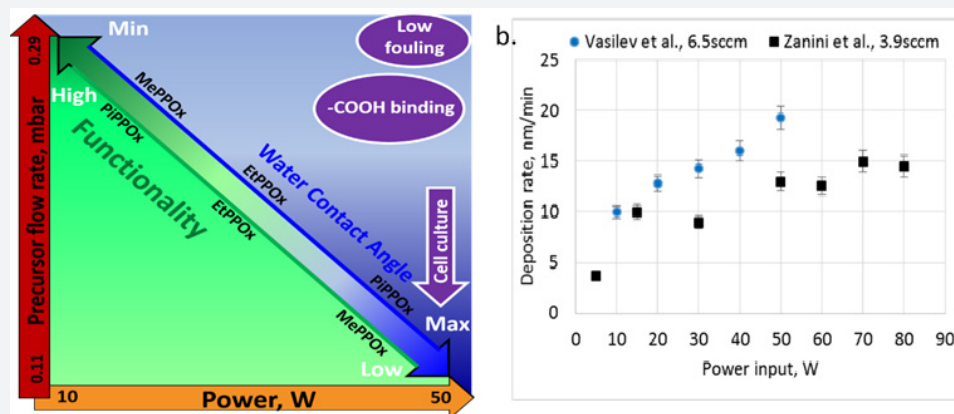 Min
Low
fouling
0.29
High
MePPOx
-COOH binding
PiPPOx
Functionality
Water Contact Angle
EtPPOx
EtPPOx
Precursor flow rate, mbar
Cell culture
PiPPOx
MePPOx
Max
Low
0.11
10
Power, W
50
b.
Vasilev et al., 6.5sccm
Zanini et al., 3.9sccm
25
20
15
10
5
0
Deposition rate, nm/min
0 10 20 30 40 50 60 70 80 90
Power input, W